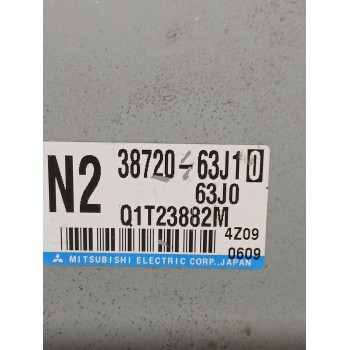 N2
38720-63J10
63J0
Q1T23882M
4Z09
0609
MITSUBISHI ELECTRIC CORP., JAPAN